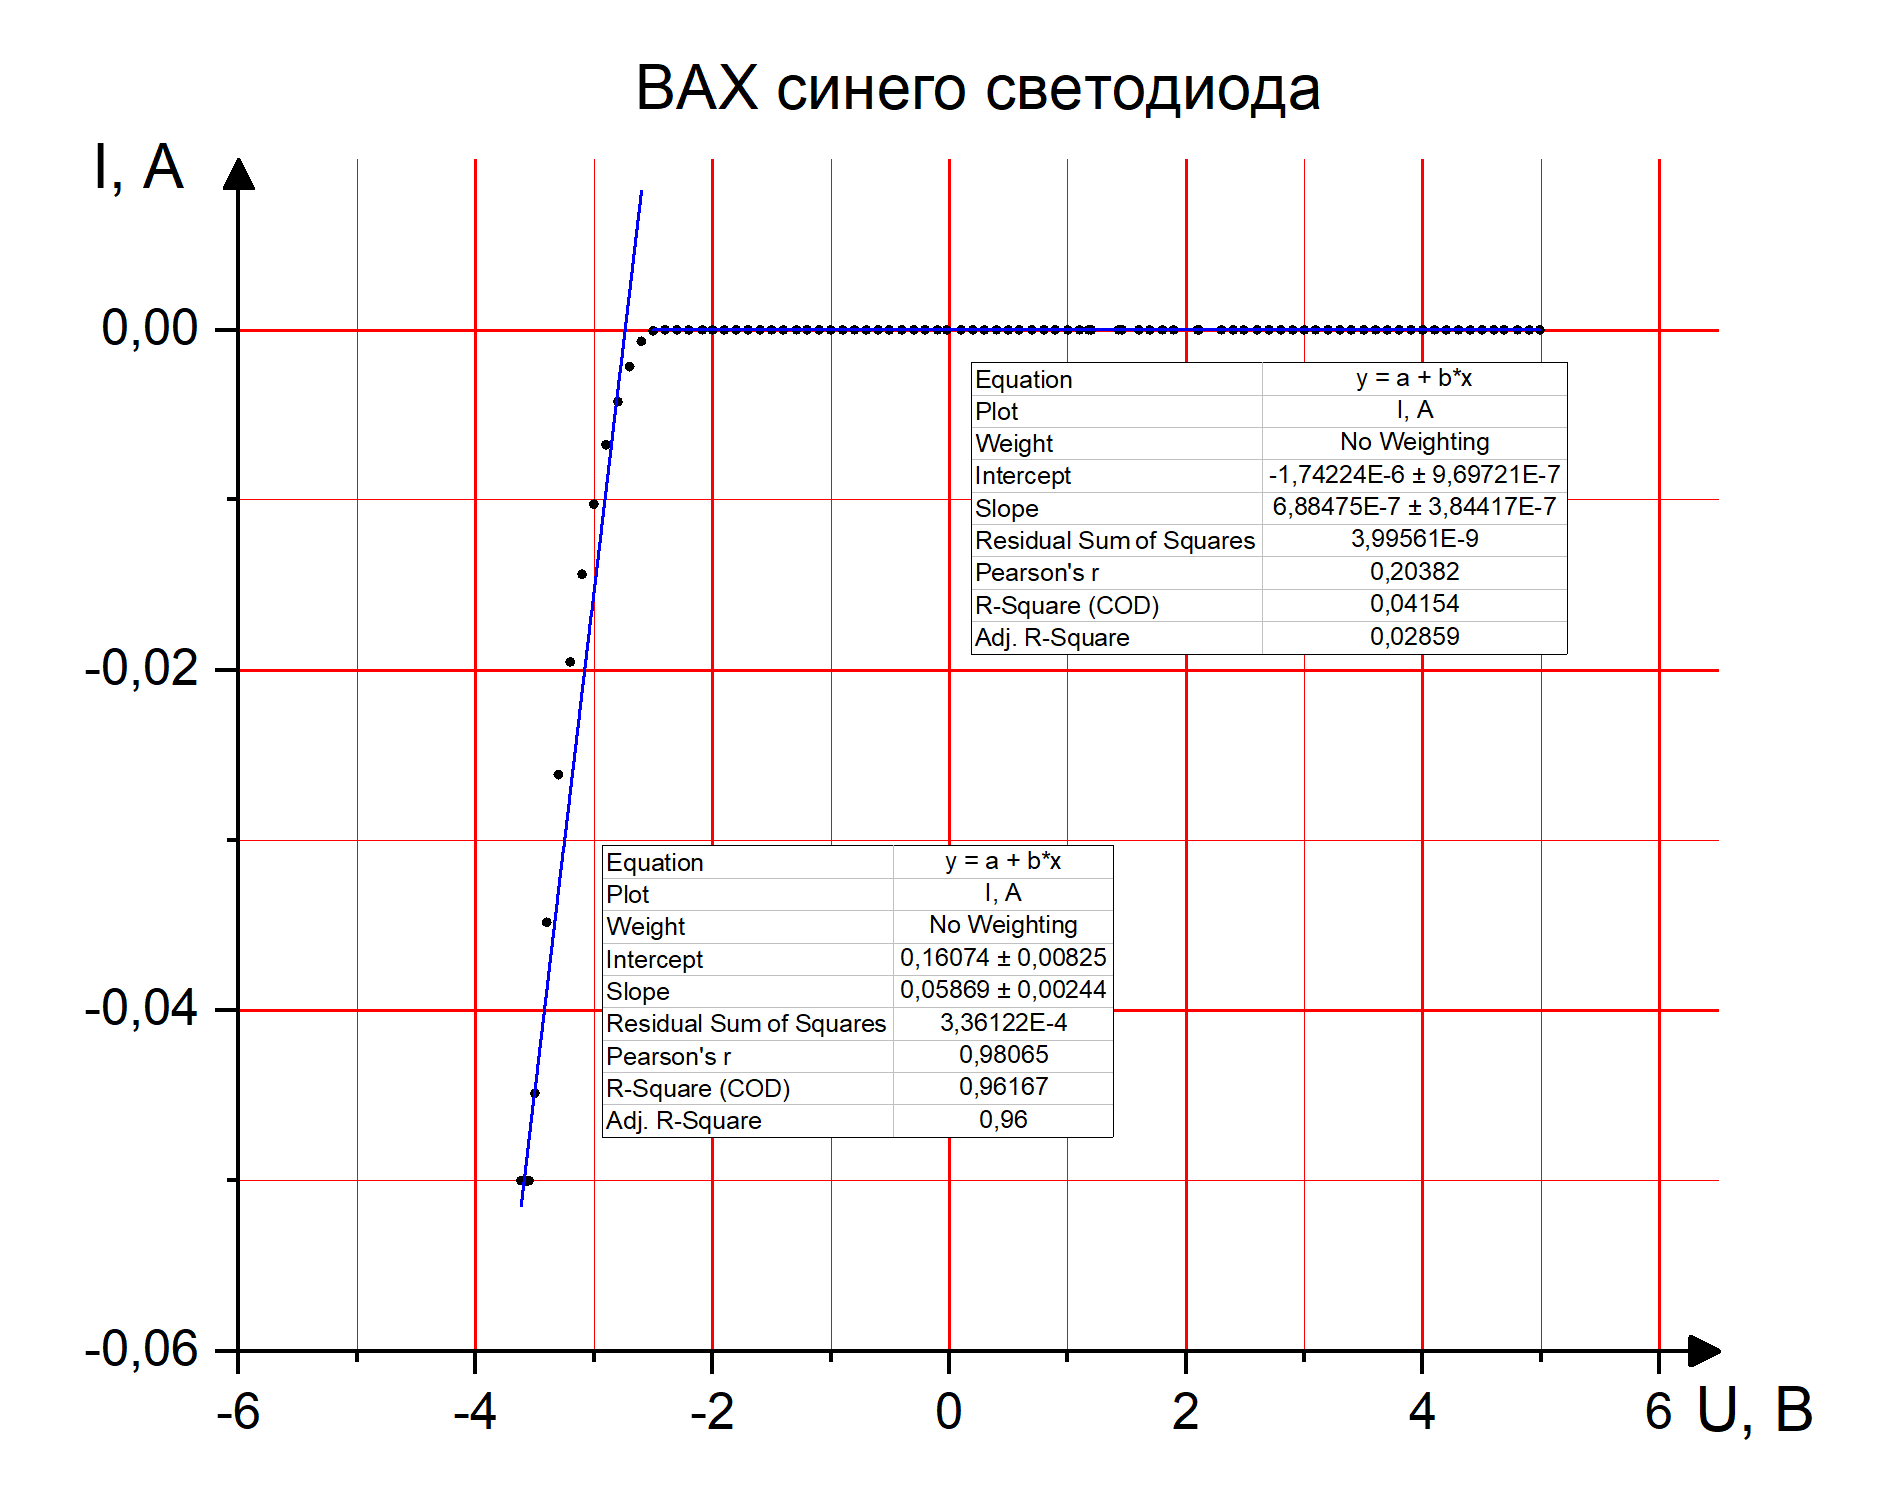 ВАХ синего светодиода
I, А
0,00
-0,02
-0,04
-0,06
Equation y = a + b*x
Plot I, A
Weight No Weighting
Intercept -1,74224E-6 ± 9,69721E-7
Slope 6,88475E-7 ± 3,84417E-7
Residual Sum of Squares 3,99561E-9
Pearson's r 0,20382
R-Square (COD) 0,04154
Adj. R-Square 0,02859
Equation y = a + b*x
Plot I, A
Weight No Weighting
Intercept 0,16074 ± 0,00825
Slope 0,05869 ± 0,00244
Residual Sum of Squares 3,36122E-4
Pearson's r 0,98065
R-Square (COD) 0,96167
Adj. R-Square 0,96
-6 -4 -2 0 2 4 6 U, В